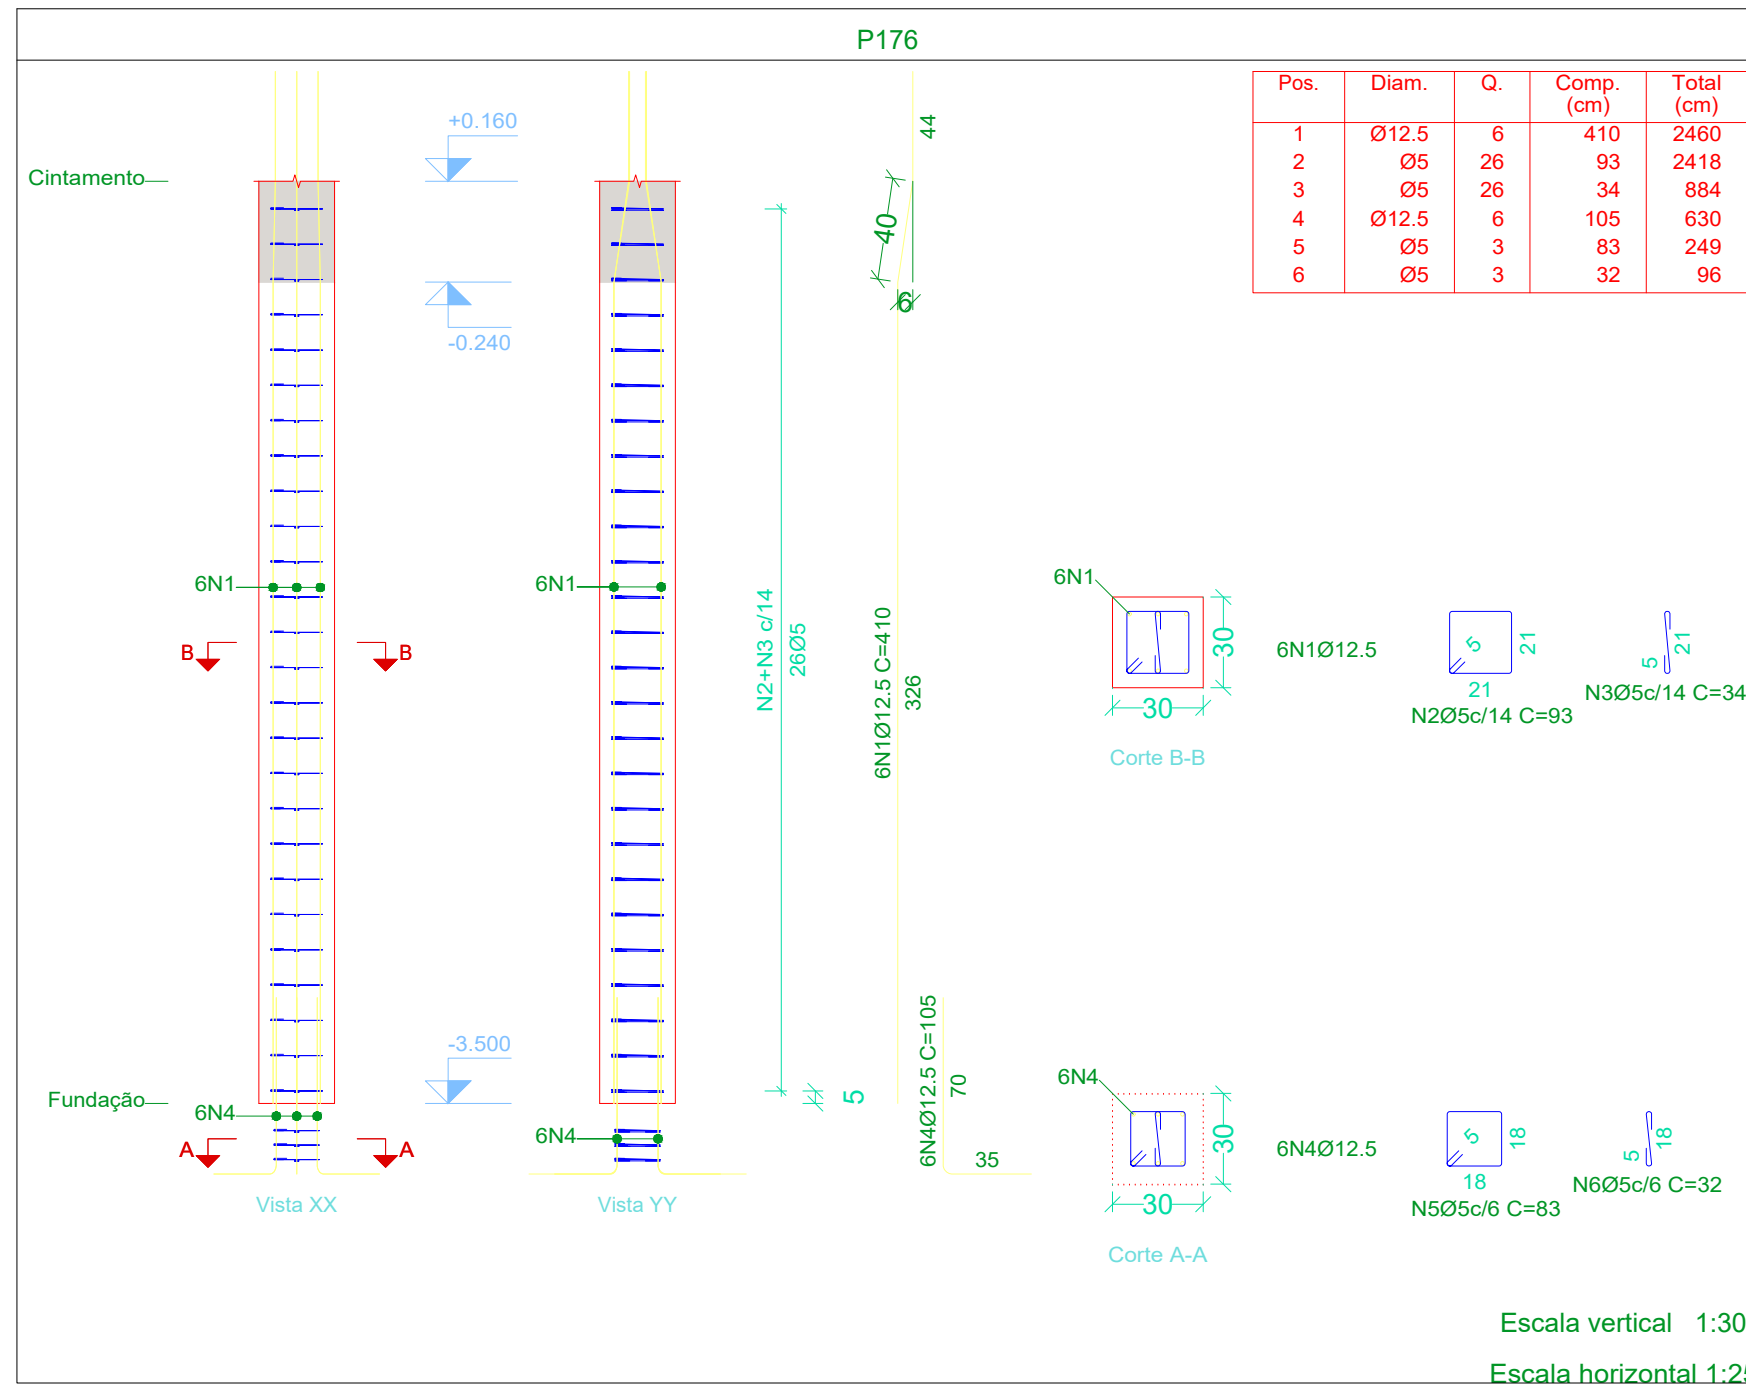 P176
Pos. Diam. Q. Comp. (cm) Total (cm)
1 Ø12.5 6 410 2460
2 Ø5 26 93 2418
3 Ø5 26 34 884
4 Ø12.5 6 105 630
5 Ø5 3 83 249
6 Ø5 3 32 96
+0.160
Cintamento
-0.240
44
40
6
6N1
6N1
B B
N2+N3 c/14
26Ø5
6N1Ø12.5 C=410
326
6N1
30
30
Corte B-B
6N1Ø12.5
5
21
21
N2Ø5c/14 C=93
5
21
N3Ø5c/14 C=34
-3.500
Fundação
6N4
6N4
A A
Vista XX
Vista YY
5
6N4Ø12.5 C=105
70
35
6N4
30
30
Corte A-A
6N4Ø12.5
5
18
18
N5Ø5c/6 C=83
5
18
N6Ø5c/6 C=32
Escala vertical 1:30
Escala horizontal